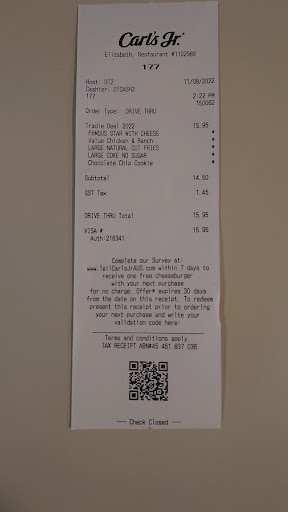 Carl's Jr.
Elizabeth, Restaurant #1102989
177
Host: DT2 11/08/2022
Cashier: DTCASH2
177 2:22 PM
150062
Order Type: DRIVE THRU
Tradie Deal 2022 15.95
FAMOUS STAR WITH CHEESE
Value Chicken & Ranch
LARGE NATURAL CUT FRIES
LARGE COKE NO SUGAR
Chocolate Chip Cookie
Subtotal 14.50
GST Tax 1.45
DRIVE THRU Total 15.95
VISA # 15.95
Auth:216341
Complete our Survey at:
www.TellCarlsJrAUS.com within 7 days to
receive one free cheeseburger
with your next purchase
for no charge. Offer* expires 30 days
from the date on this receipt. To redeem
present this receipt prior to ordering
your next purchase and write your
validation code here:
Terms and conditions apply.
TAX RECEIPT ABN#45 461 837 036
--- Check Closed ---